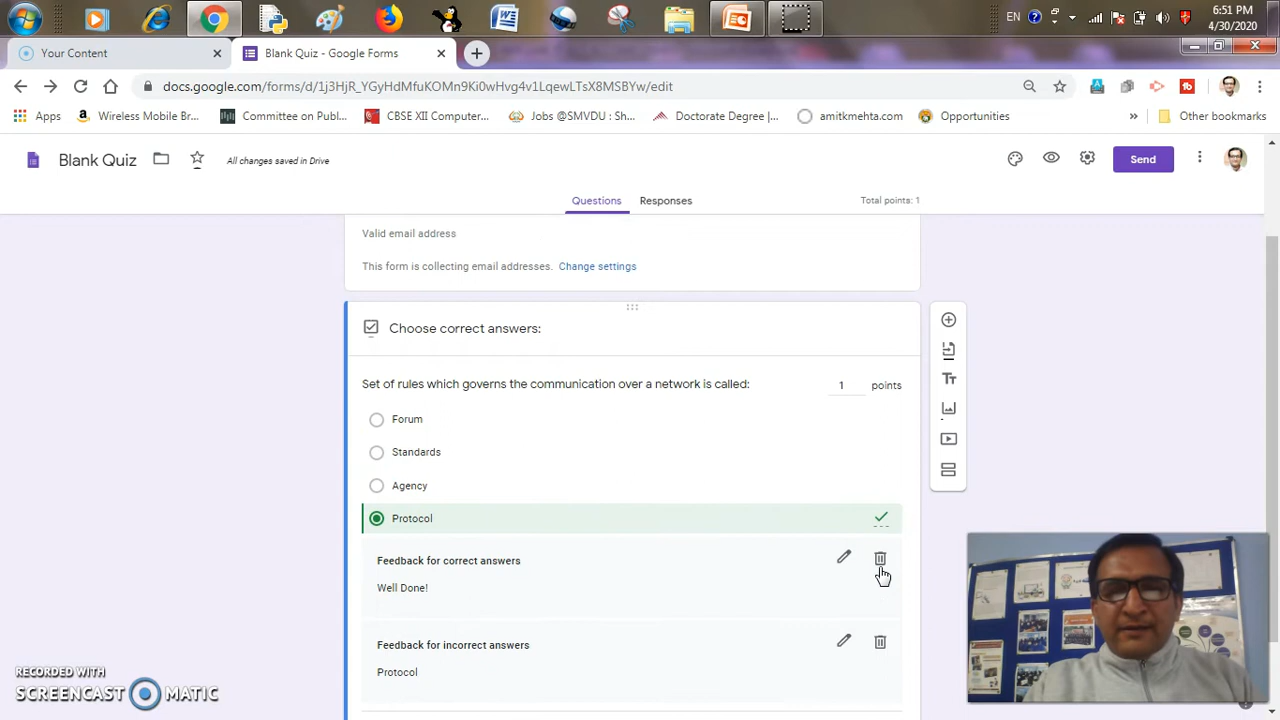 EN
6:51 PM
4/30/2020
Your Content
Blank Quiz - Google Forms
docs.google.com/forms/d/1j3HjR_YGyHdMfuKOMn9Ki0wHvg4v1LqewLTsX8MSBYw/edit
Apps
Wireless Mobile Br...
Committee on Publ...
CBSE XII Computer...
Jobs @SMVDU : Sh...
Doctorate Degree |...
amitkmehta.com
Opportunities
»
Other bookmarks
Blank Quiz
All changes saved in Drive
Send
Questions
Responses
Total points: 1
Valid email address
This form is collecting email addresses. Change settings
Choose correct answers:
Set of rules which governs the communication over a network is called:
1 points
Forum
Standards
Agency
Protocol
Feedback for correct answers
Well Done!
Feedback for incorrect answers
Protocol
RECORDED WITH
SCREENCAST MATIC